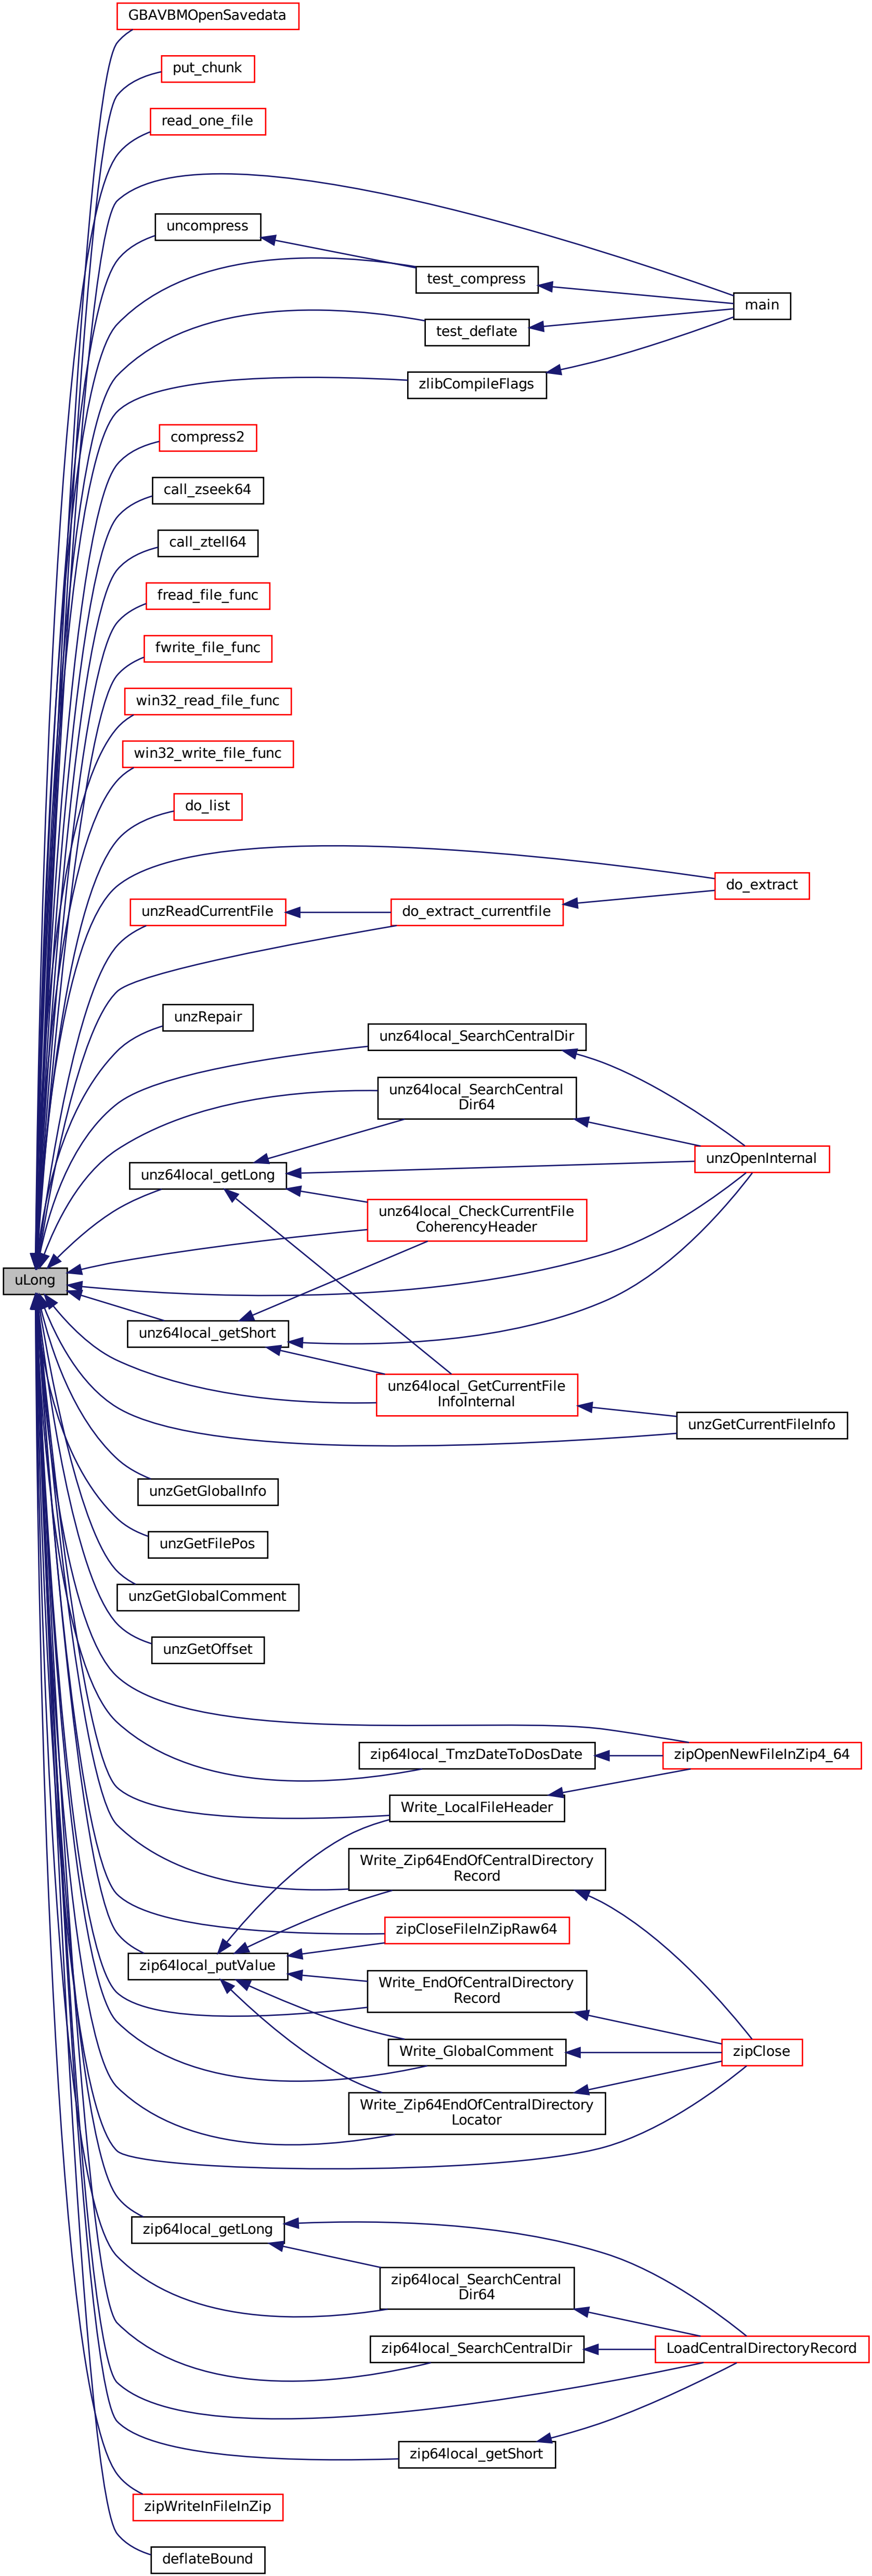 GBAVBMOpenSavedata
put_chunk
read_one_file
uncompress
test_compress
main
test_deflate
zlibCompileFlags
compress2
call_zseek64
call_ztell64
fread_file_func
fwrite_file_func
win32_read_file_func
win32_write_file_func
do_list
do_extract
unzReadCurrentFile
do_extract_currentfile
unzRepair
unz64local_SearchCentralDir
unz64local_SearchCentral
Dir64
unzOpenInternal
unz64local_getLong
unz64local_CheckCurrentFile
CoherencyHeader
uLong
unz64local_getShort
unz64local_GetCurrentFile
InfoInternal
unzGetCurrentFileInfo
unzGetGlobalInfo
unzGetFilePos
unzGetGlobalComment
unzGetOffset
zip64local_TmzDateToDosDate
zipOpenNewFileInZip4_64
Write_LocalFileHeader
Write_Zip64EndOfCentralDirectory
Record
zipCloseFileInZipRaw64
zip64local_putValue
Write_EndOfCentralDirectory
Record
Write_GlobalComment
zipClose
Write_Zip64EndOfCentralDirectory
Locator
zip64local_getLong
zip64local_SearchCentral
Dir64
zip64local_SearchCentralDir
LoadCentralDirectoryRecord
zip64local_getShort
zipWriteInFileInZip
deflateBound